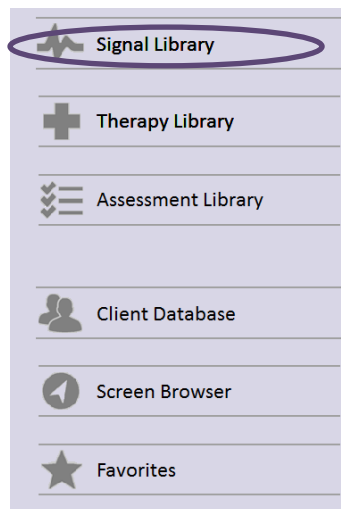 Signal Library
Therapy Library
Assessment Library
Client Database
Screen Browser
Favorites